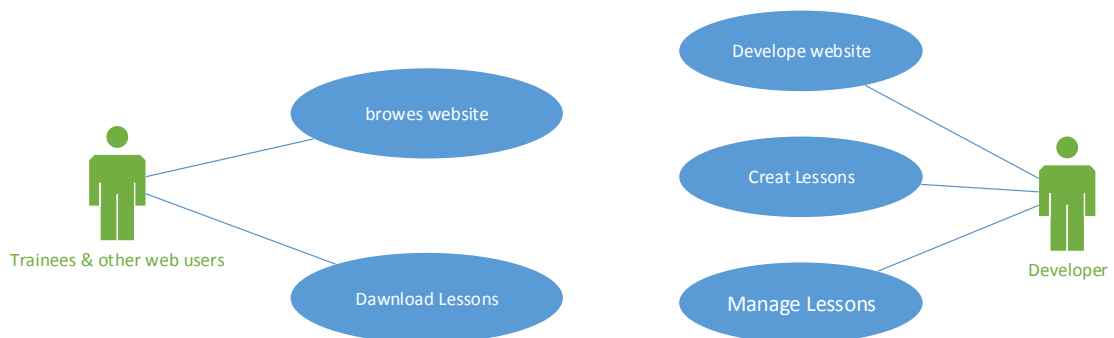 Develope website
browes website
Creat Lessons
Trainees & other web users
Developer
Dawnload Lessons
Manage Lessons